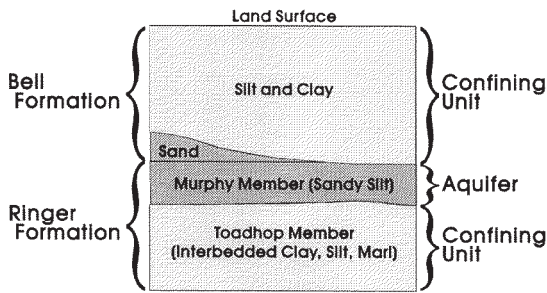 Land Surface
Bell
Formation
Silt and Clay
Confining
Unit
Sand
Murphy Member (Sandy Silt)
Aquifer
Ringer
Formation
Toadhop Member
(Interbedded Clay, Silt, Marl)
Confining
Unit